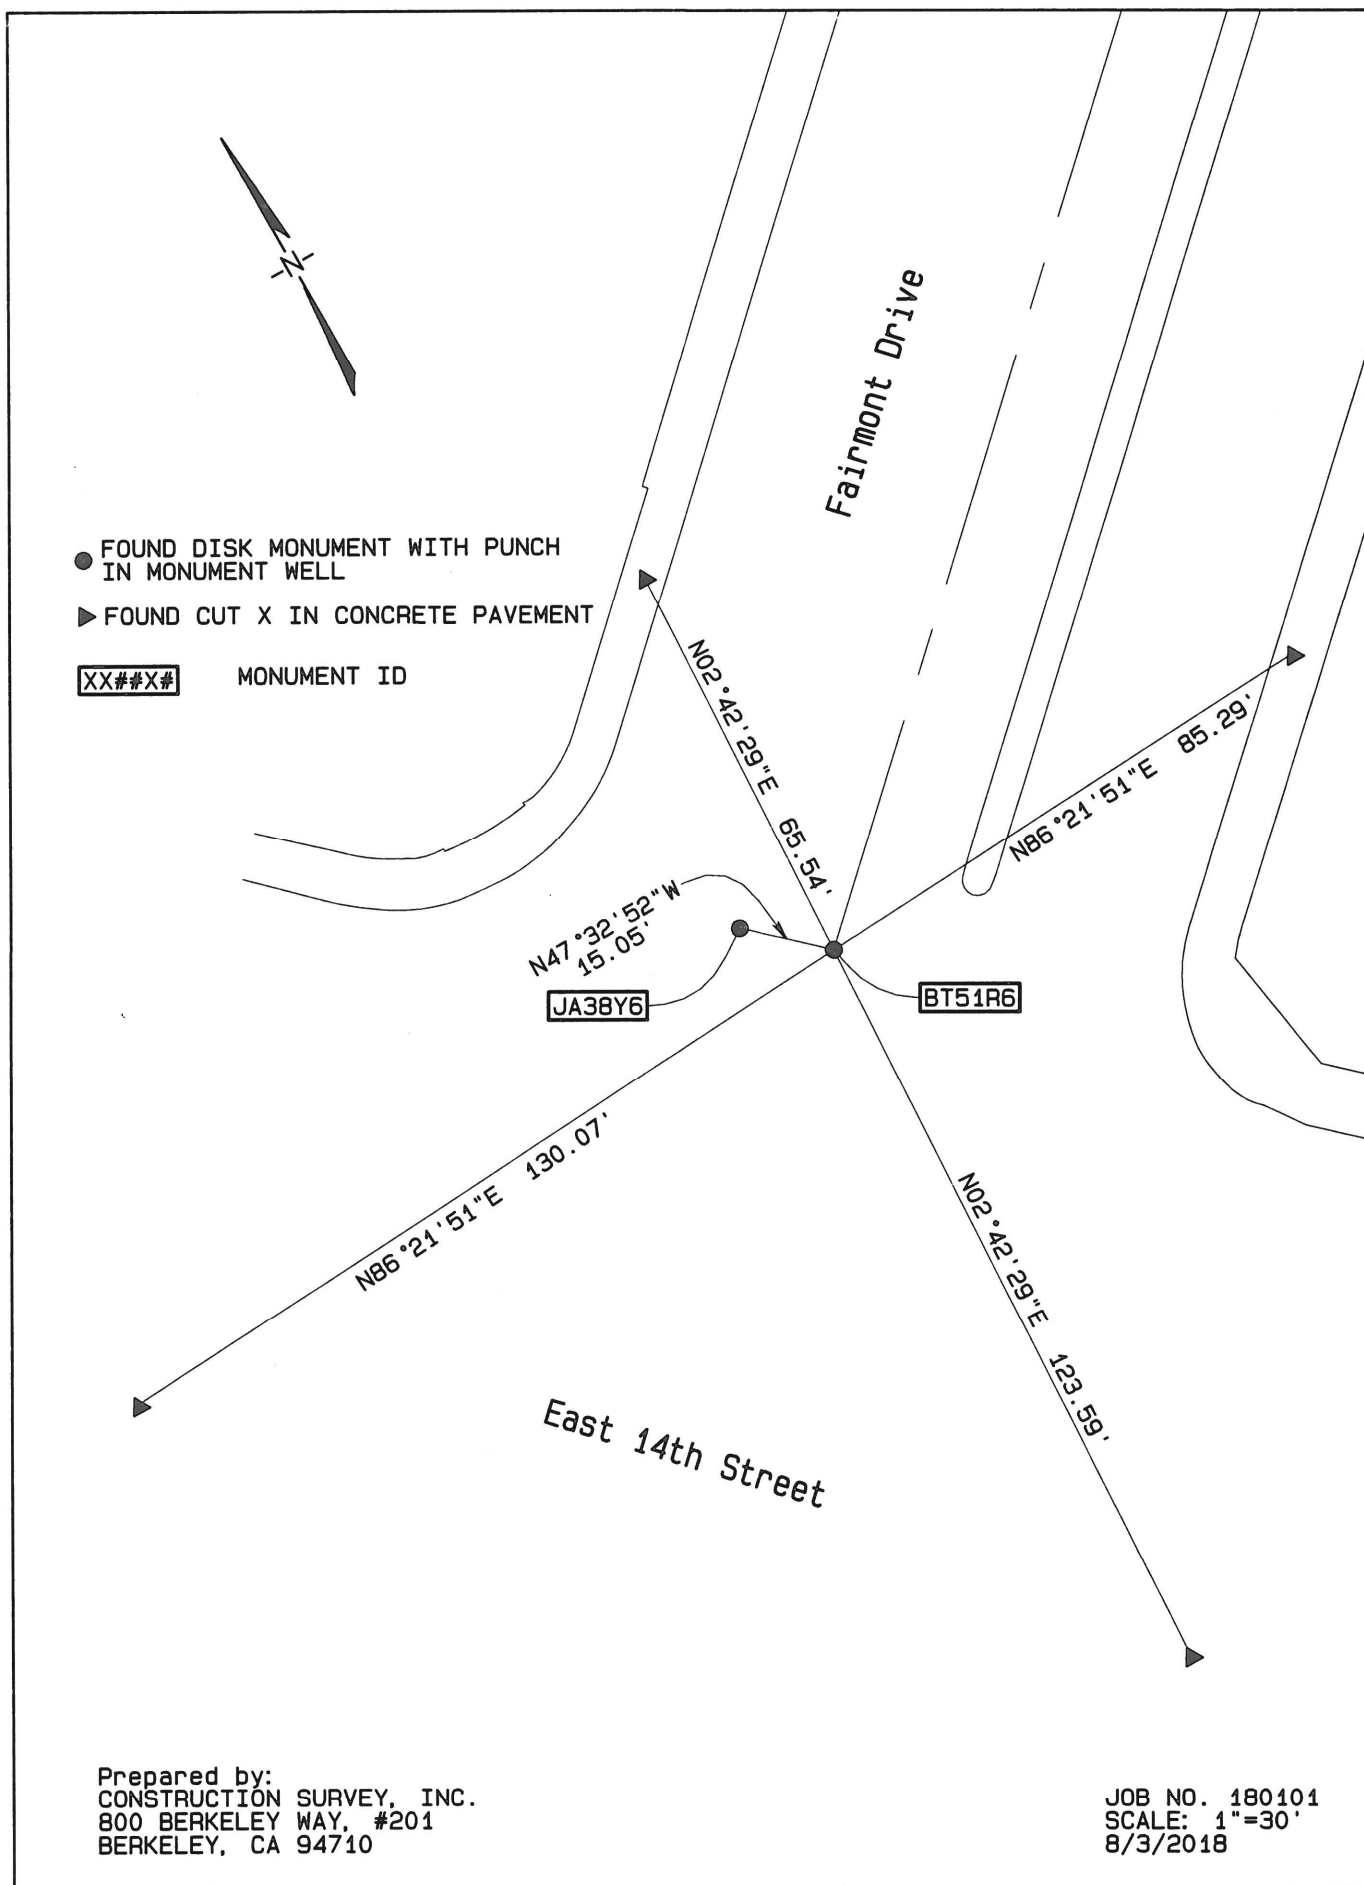 N
Fairmont Drive
FOUND DISK MONUMENT WITH PUNCH
IN MONUMENT WELL
FOUND CUT X IN CONCRETE PAVEMENT
XX##X# MONUMENT ID
N02°42'29"E 65.54'
N86°21'51"E 85.29'
N47°32'52"W
15.05'
JA38Y6
BT51R6
N86°21'51"E 130.07'
N02°42'29"E 123.59'
East 14th Street
Prepared by:
CONSTRUCTION SURVEY, INC.
800 BERKELEY WAY, #201
BERKELEY, CA 94710
JOB NO. 180101
SCALE: 1"=30'
8/3/2018